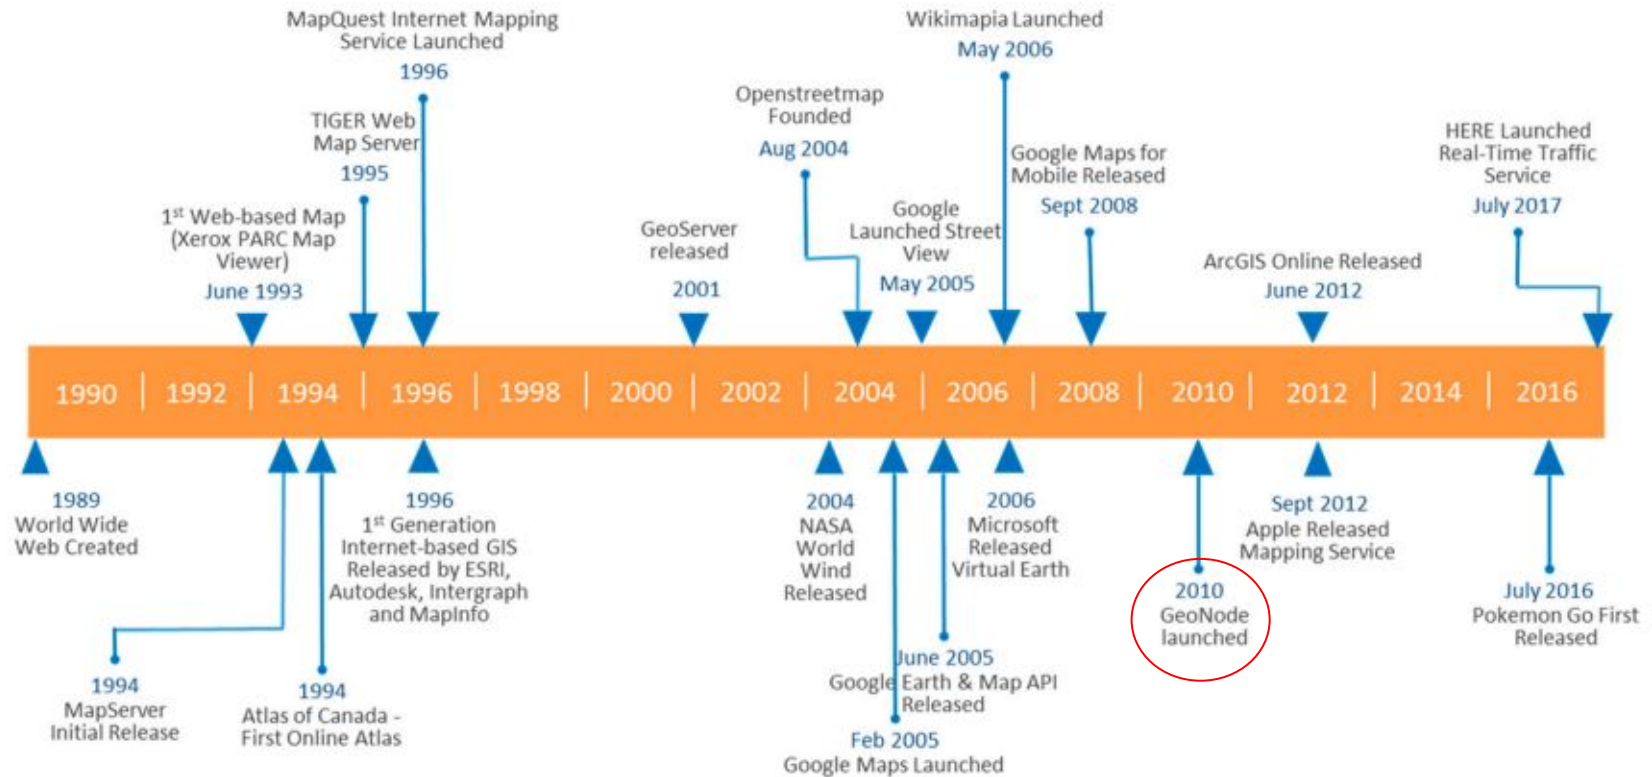 MapQuest Internet Mapping
Service Launched
1996
TIGER Web
Map Server
1995
1st Web-based Map
(Xerox PARC Map
Viewer)
June 1993
GeoServer
released
2001
Openstreetmap
Founded
Aug 2004
Google
Launched Street
View
May 2005
Wikimapia Launched
May 2006
Google Maps for
Mobile Released
Sept 2008
ArcGIS Online Released
June 2012
HERE Launched
Real-Time Traffic
Service
July 2017
1990 1992 1994 1996 1998 2000 2002 2004 2006 2008 2010 2012 2014 2016
1989
World Wide
Web Created
1994
MapServer
Initial Release
1994
Atlas of Canada -
First Online Atlas
1996
1st Generation
Internet-based GIS
Released by ESRI,
Autodesk, Intergraph
and MapInfo
2004
NASA
World
Wind
Released
Feb 2005
Google Maps Launched
June 2005
Google Earth & Map API
Released
2006
Microsoft
Released
Virtual Earth
2010
GeoNode
launched
Sept 2012
Apple Released
Mapping Service
July 2016
Pokemon Go First
Released